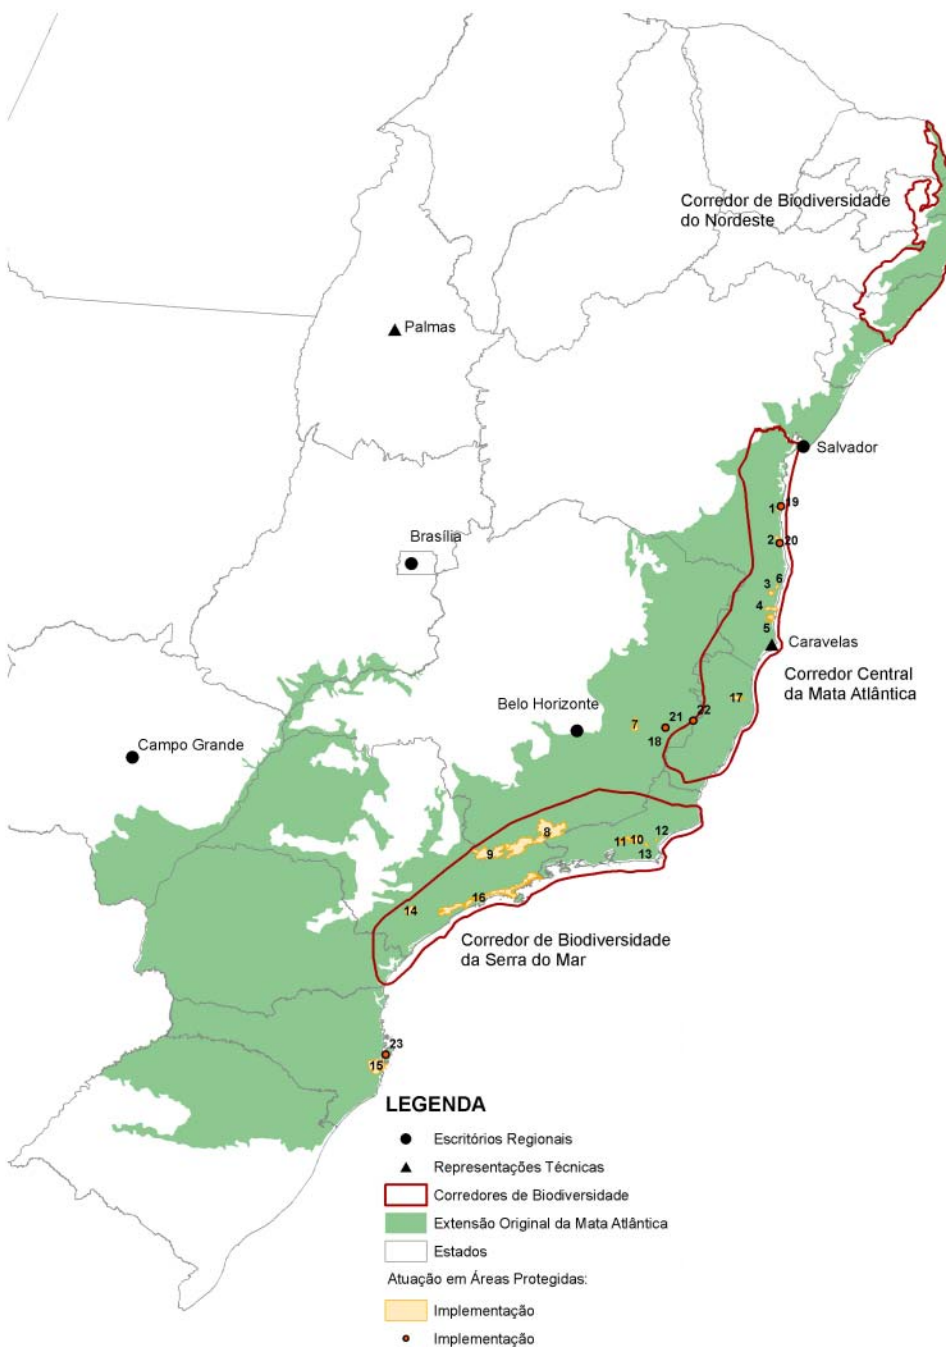 Corredor de Biodiversidade
do Nordeste
Palmas
Salvador
1 19
Brasília
2 20
3 6
4
5
Caravelas
Corredor Central
da Mata Atlântica
17
Belo Horizonte
22
21
7
18
Campo Grande
8
12
11 10
9
13
16
14
Corredor de Biodiversidade
da Serra do Mar
23
15
LEGENDA
Escritórios Regionais
Representações Técnicas
Corredores de Biodiversidade
Extensão Original da Mata Atlântica
Estados
Atuação em Áreas Protegidas:
Implementação
Implementação